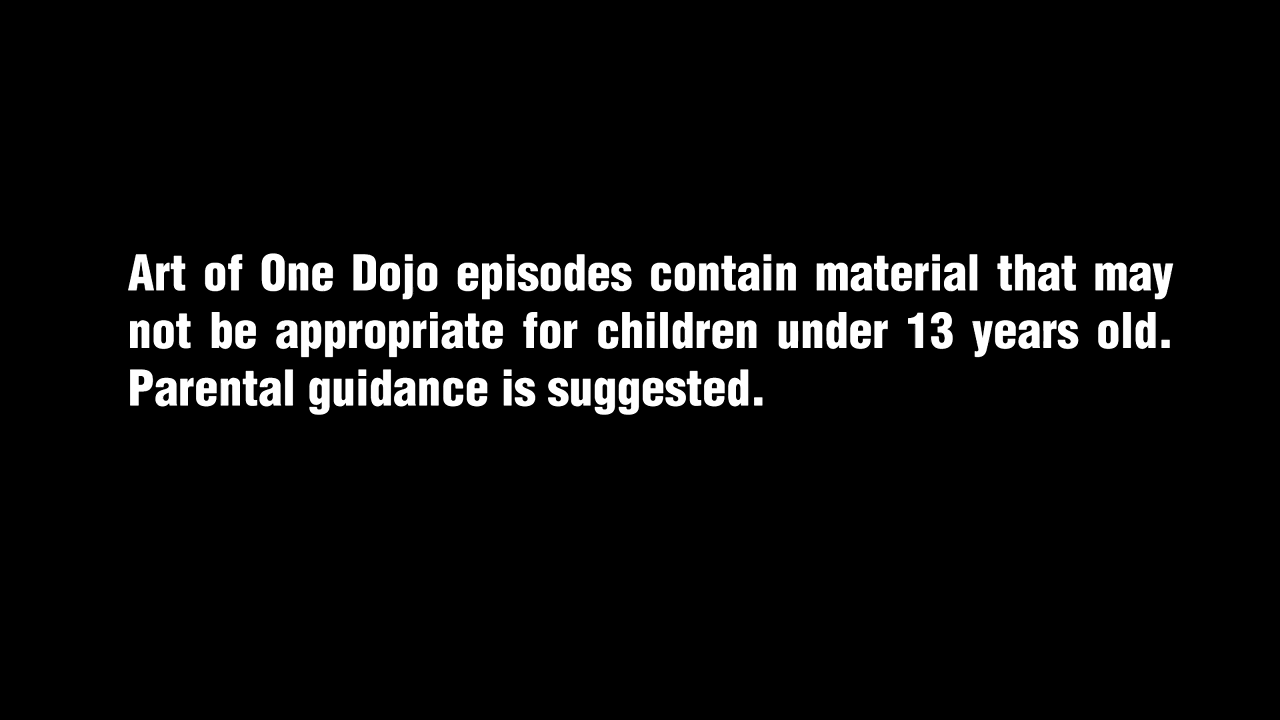 Art of One Dojo episodes contain material that may
not be appropriate for children under 13 years old.
Parental guidance is suggested.